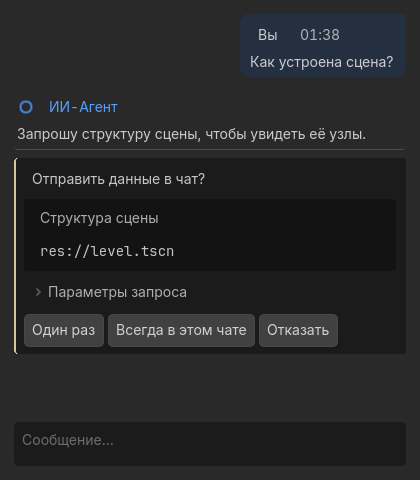 Вы 01:38
Как устроена сцена?
ИИ-Агент
Запрошу структуру сцены, чтобы увидеть её узлы.
Отправить данные в чат?
Структура сцены
res://level.tscn
Параметры запроса
Один раз Всегда в этом чате Отказать
Сообщение...